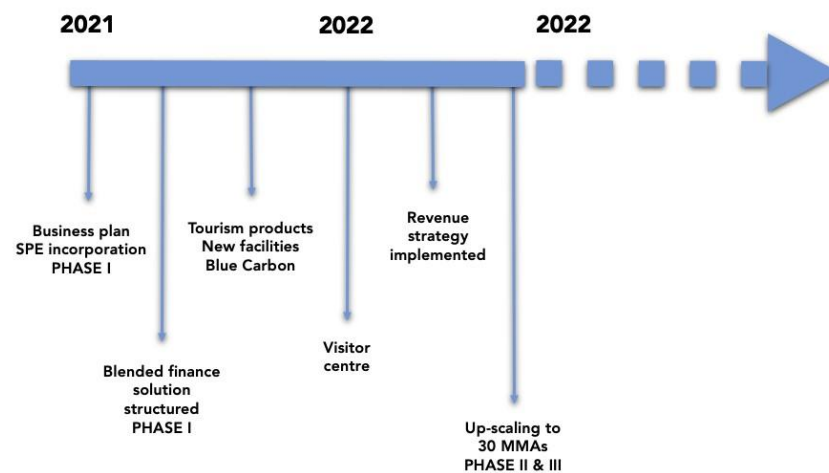 2021
2022
2022
Business plan
SPE incorporation
PHASE I
Blended finance
solution
structured
PHASE I
Tourism products
New facilities
Blue Carbon
Visitor
centre
Revenue
strategy
implemented
Up-scaling to
30 MMAs
PHASE II & III